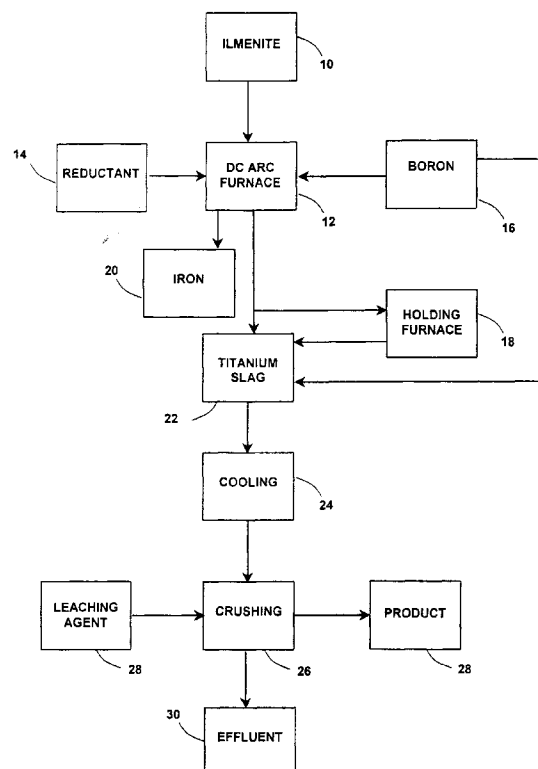 ILMENITE
10
14
REDUCTANT
DC ARC
FURNACE
12
BORON
16
20
IRON
HOLDING
FURNACE
18
TITANIUM
SLAG
22
COOLING
24
LEACHING
AGENT
28
CRUSHING
26
PRODUCT
28
30
EFFLUENT